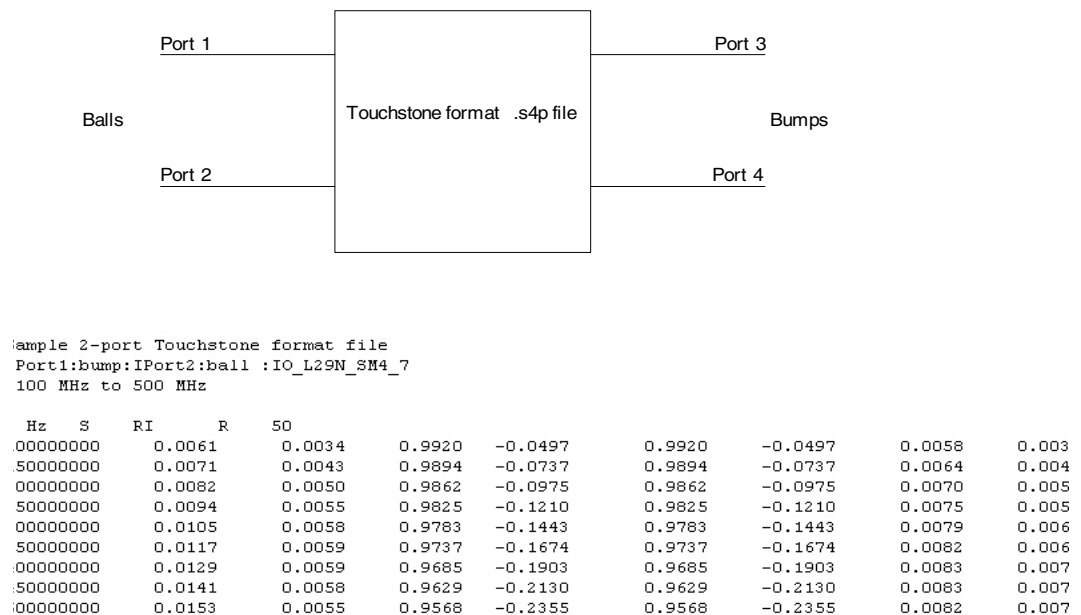 Port 1
Port 3
Balls
Touchstone format .s4p file
Bumps
Port 2
Port 4
ample 2-port Touchstone format file
Port1:bump:IPort2:ball :IO_L29N_SM4_7
100 MHz to 500 MHz
Hz S RI R 50
00000000 0.0061 0.0034 0.9920 -0.0497 0.9920 -0.0497 0.0058 0.003
50000000 0.0071 0.0043 0.9894 -0.0737 0.9894 -0.0737 0.0064 0.004
00000000 0.0082 0.0050 0.9862 -0.0975 0.9862 -0.0975 0.0070 0.005
50000000 0.0094 0.0055 0.9825 -0.1210 0.9825 -0.1210 0.0075 0.005
00000000 0.0105 0.0058 0.9783 -0.1443 0.9783 -0.1443 0.0079 0.006
50000000 0.0117 0.0059 0.9737 -0.1674 0.9737 -0.1674 0.0082 0.006
00000000 0.0129 0.0059 0.9685 -0.1903 0.9685 -0.1903 0.0083 0.007
50000000 0.0141 0.0058 0.9629 -0.2130 0.9629 -0.2130 0.0083 0.007
00000000 0.0153 0.0055 0.9568 -0.2355 0.9568 -0.2355 0.0082 0.007